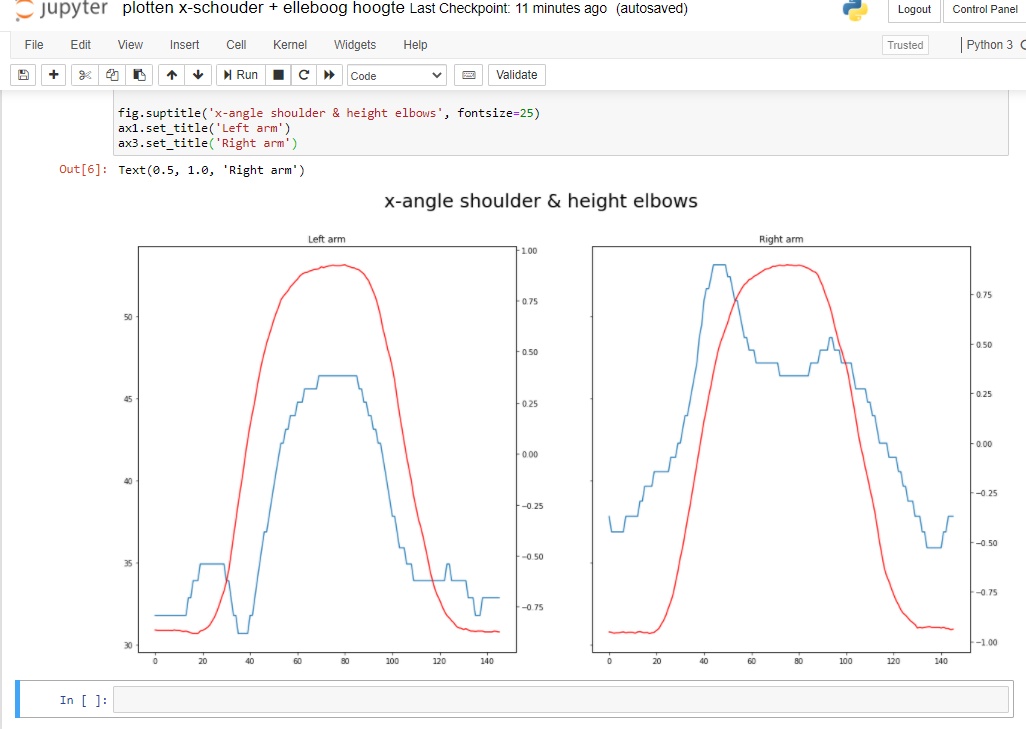 jupyter plotten x-schouder + elleboog hoogte Last Checkpoint: 11 minutes ago (autosaved) Logout Control Panel
File Edit View Insert Cell Kernel Widgets Help Trusted Python 3
Run Code Validate
fig.suptitle('x-angle shoulder & height elbows', fontsize=25)
ax1.set_title('Left arm')
ax3.set_title('Right arm')
Out[6]: Text(0.5, 1.0, 'Right arm')
x-angle shoulder & height elbows
Left arm
50
45
40
35
30
1.00
0.75
0.50
0.25
0.00
−0.25
−0.50
−0.75
0 20 40 60 80 100 120 140
Right arm
0.75
0.50
0.25
0.00
−0.25
−0.50
−0.75
−1.00
0 20 40 60 80 100 120 140
In [ ]: